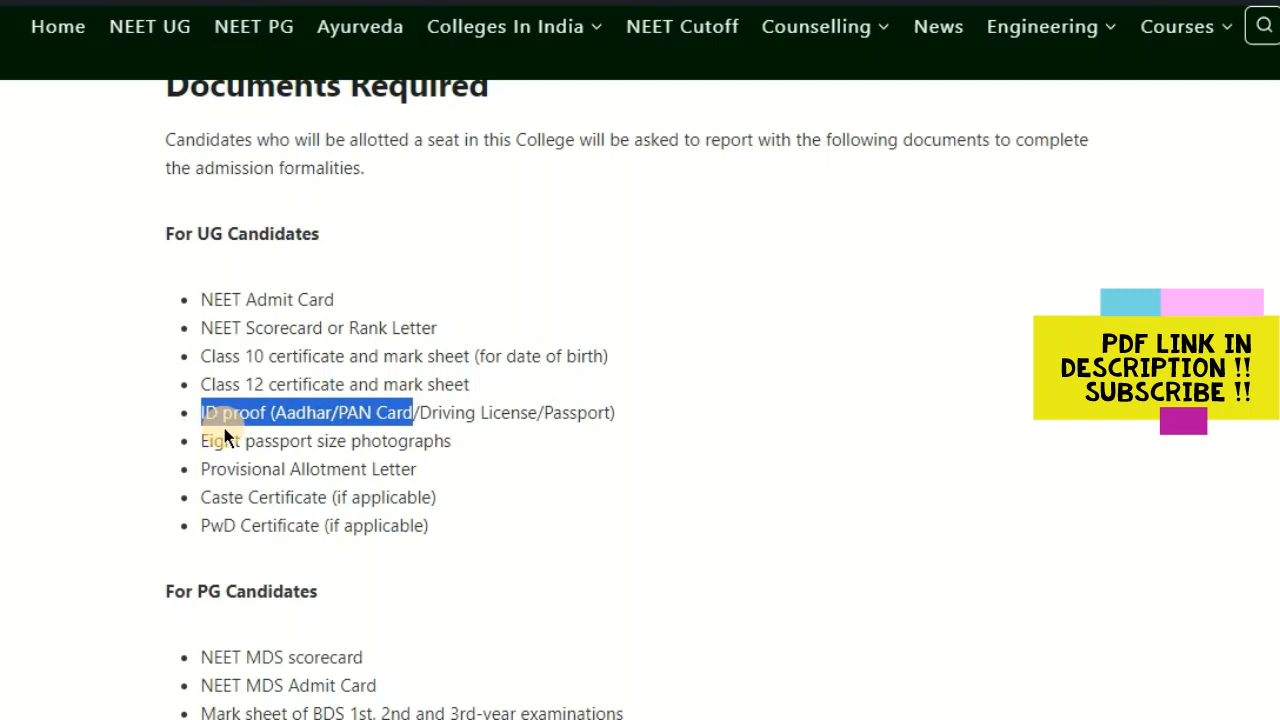 Home NEET UG NEET PG Ayurveda Colleges In India NEET Cutoff Counselling News Engineering Courses
Documents Required
Candidates who will be allotted a seat in this College will be asked to report with the following documents to complete
the admission formalities.
For UG Candidates
NEET Admit Card
NEET Scorecard or Rank Letter
Class 10 certificate and mark sheet (for date of birth)
Class 12 certificate and mark sheet
ID proof (Aadhar/PAN Card/Driving License/Passport)
Eight passport size photographs
Provisional Allotment Letter
Caste Certificate (if applicable)
PwD Certificate (if applicable)
PDF LINK IN
DESCRIPTION !!
SUBSCRIBE !!
For PG Candidates
NEET MDS scorecard
NEET MDS Admit Card
Mark sheet of BDS 1st, 2nd and 3rd-year examinations